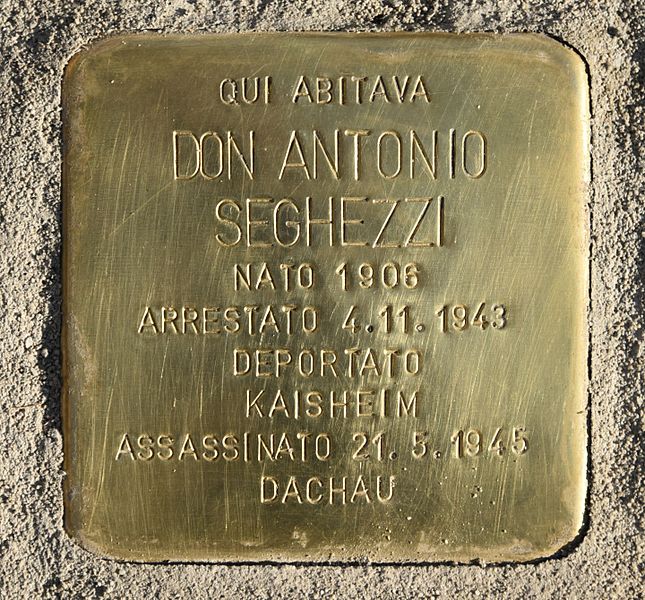 QUI ABITAVA
DON ANTONIO
SEGHEZZI
NATO 1906
ARRESTATO 4.11.1943
DEPORTATO
KAISHEIM
ASSASSINATO 21.5.1945
DACHAU